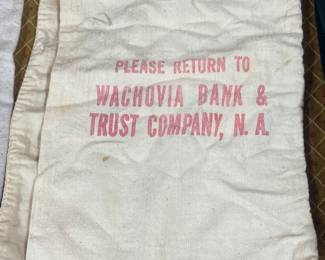 PLEASE RETURN TO
WACHOVIA BANK &
TRUST COMPANY, N. A.